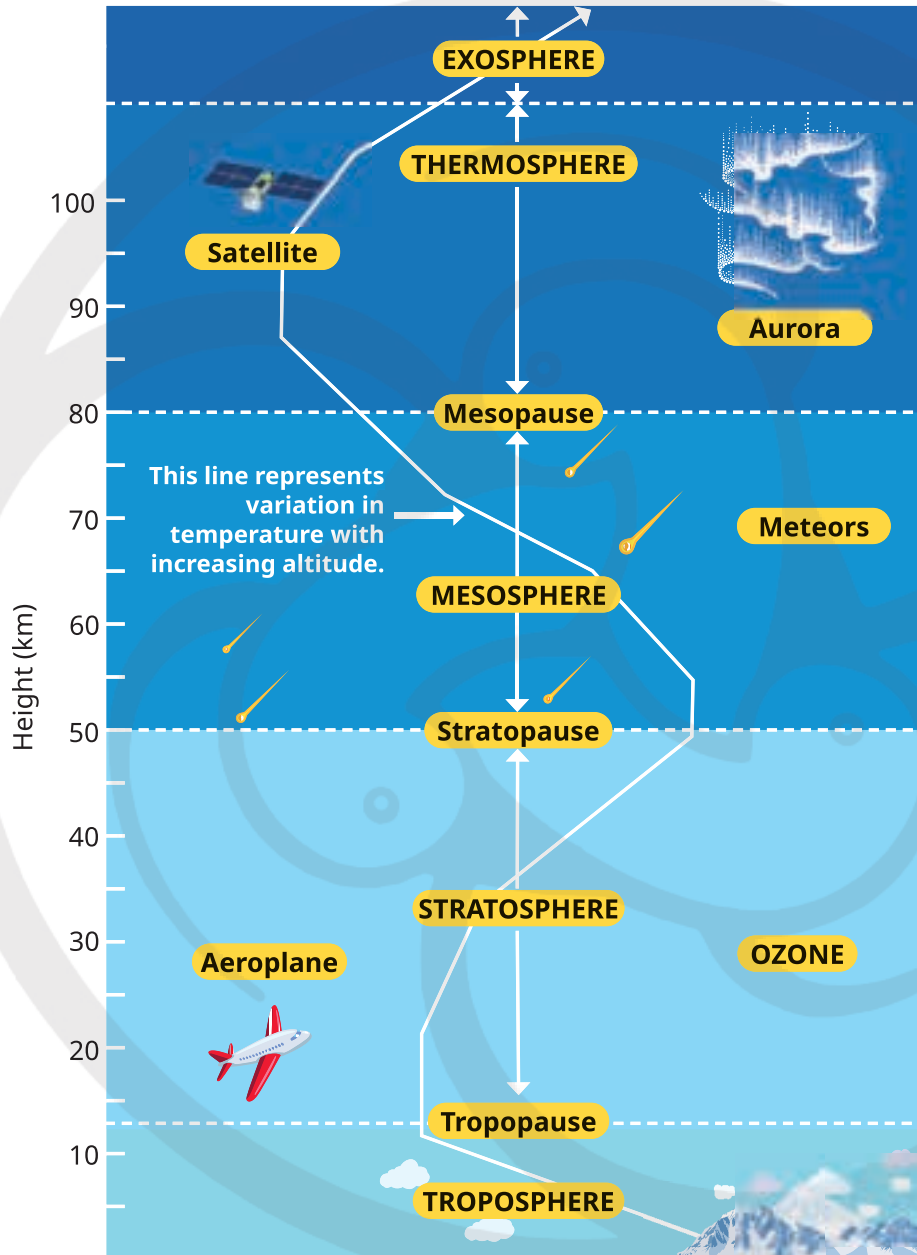 EXOSPHERE
THERMOSPHERE
100
Satellite
90
Aurora
80
Mesopause
This line represents
variation in
temperature with
increasing altitude.
70
Meteors
MESOSPHERE
60
Height (km)
50
Stratopause
40
STRATOSPHERE
30
Aeroplane
OZONE
20
Tropopause
10
TROPOSPHERE